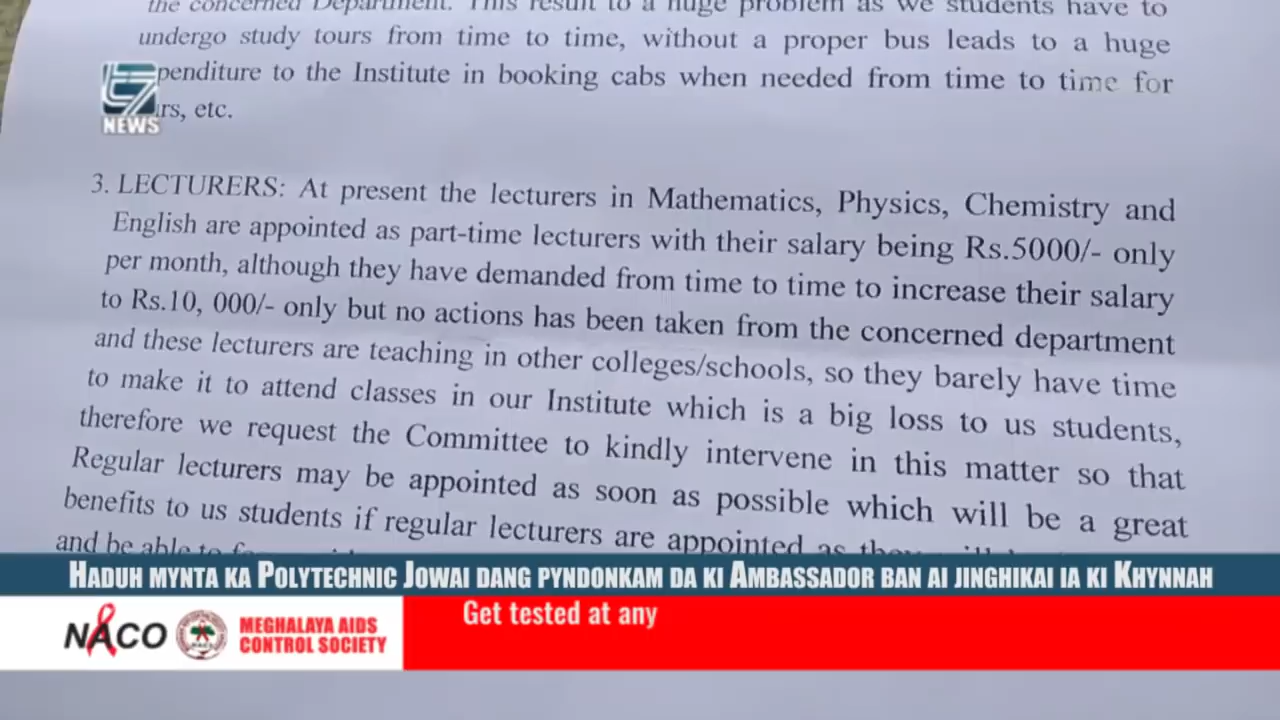 the concerned Department. This result to a huge problem as we students have to
undergo study tours from time to time, without a proper bus leads to a huge
penditure to the Institute in booking cabs when needed from time to time for
rs, etc.
T7
NEWS
3. LECTURERS: At present the lecturers in Mathematics, Physics, Chemistry and
English are appointed as part-time lecturers with their salary being Rs.5000/- only
per month, although they have demanded from time to time to increase their salary
to Rs.10, 000/- only but no actions has been taken from the concerned department
and these lecturers are teaching in other colleges/schools, so they barely have time
to make it to attend classes in our Institute which is a big loss to us students,
therefore we request the Committee to kindly intervene in this matter so that
Regular lecturers may be appointed as soon as possible which will be a great
benefits to us students if regular lecturers are appointed as they
and be able to
HADUH MYNTA KA POLYTECHNIC JOWAI DANG PYNDONKAM DA KI AMBASSADOR BAN AI JINGHIKAI IA KI KHYNNAH
NACO
MEGHALAYA AIDS
CONTROL SOCIETY
Get tested at any